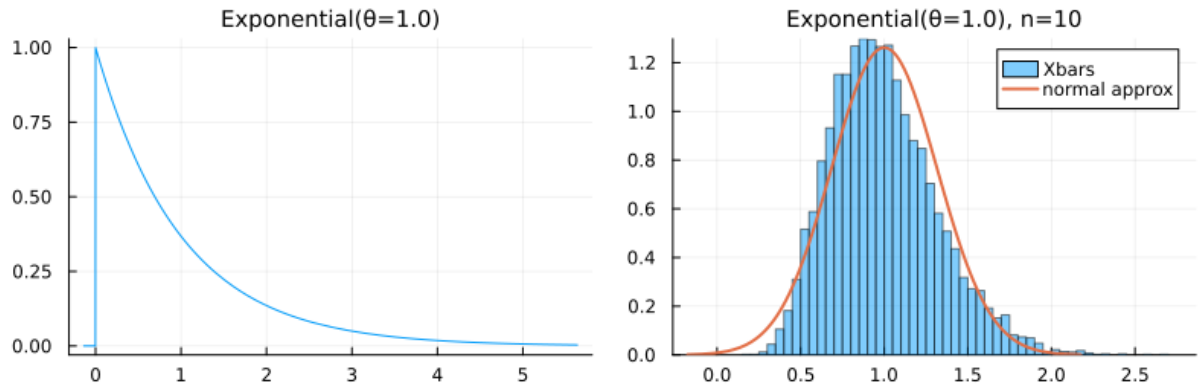 Exponential(θ=1.0)
1.00
0.75
0.50
0.25
0.00
0 1 2 3 4 5
Exponential(θ=1.0), n=10
Xbars
normal approx
1.2
1.0
0.8
0.6
0.4
0.2
0.0
0.0 0.5 1.0 1.5 2.0 2.5